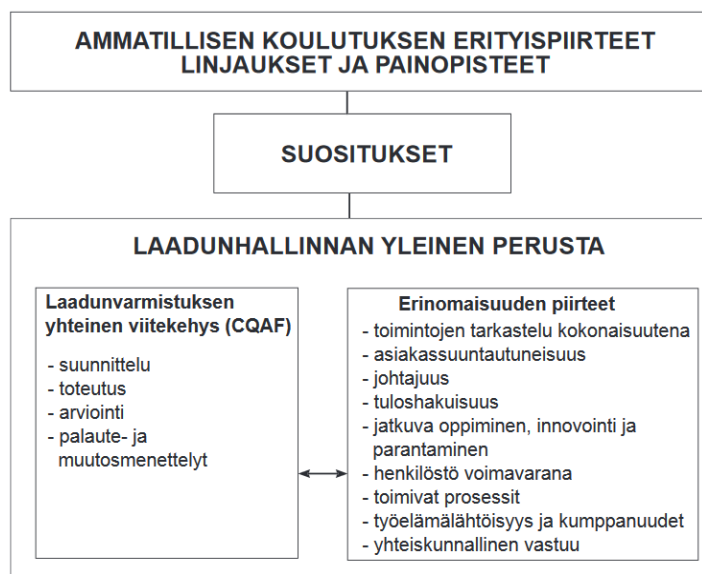 AMMATILLISEN KOULUTUKSEN ERITYISPIIRTEET
LINJAUKSET JA PAINOPISTEET
SUOSITUKSET
LAADUNHALLINNAN YLEINEN PERUSTA
Laadunvarmistuksen
yhteinen viitekehys (CQAF)
- suunnittelu
- toteutus
- arviointi
- palaute- ja
muutosmenettelyt
Erinomaisuuden piirteet
- toimintojen tarkastelu kokonaisuutena
- asiakassuuntautuneisuus
- johtajuus
- tuloshakuisuus
- jatkuva oppiminen, innovointi ja
parantaminen
- henkilöstö voimavarana
- toimivat prosessit
- työelämälähtöisyys ja kumppanuudet
- yhteiskunnallinen vastuu